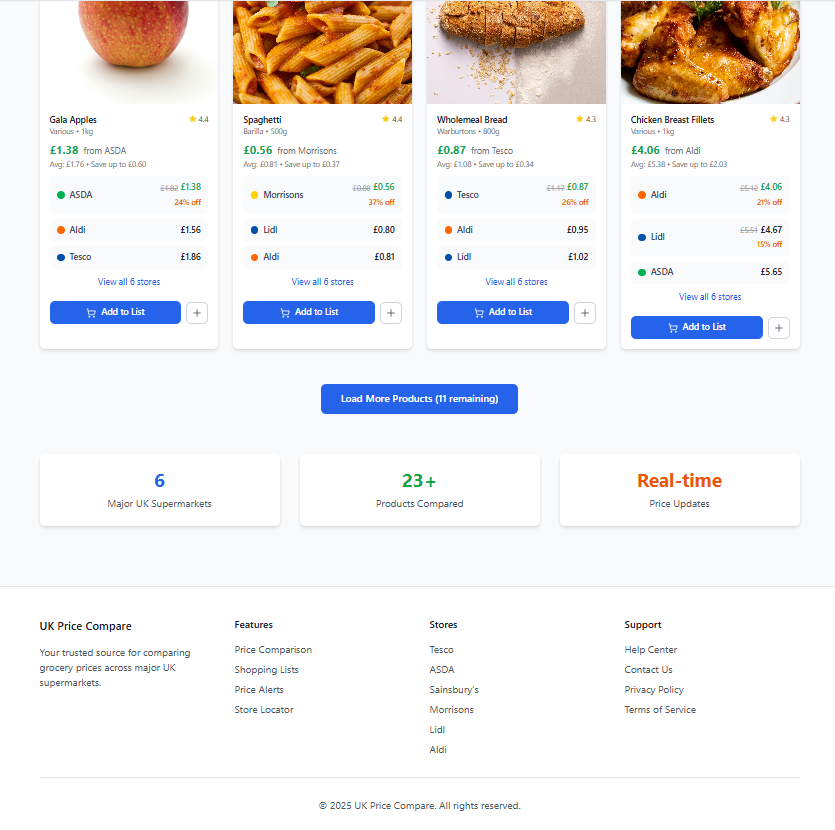 Gala Apples 4.4
Various • 1kg
£1.38 from ASDA
Avg: £1.76 • Save up to £0.60
ASDA £1.82 £1.38
24% off
Aldi £1.56
Tesco £1.86
View all 6 stores
Add to List
Spaghetti 4.4
Barilla • 500g
£0.56 from Morrisons
Avg: £0.81 • Save up to £0.37
Morrisons £0.88 £0.56
37% off
Lidl £0.80
Aldi £0.81
View all 6 stores
Add to List
Wholemeal Bread 4.3
Warburtons • 800g
£0.87 from Tesco
Avg: £1.08 • Save up to £0.34
Tesco £1.17 £0.87
26% off
Aldi £0.95
Lidl £1.02
View all 6 stores
Add to List
Chicken Breast Fillets 4.3
Various • 1kg
£4.06 from Aldi
Avg: £5.38 • Save up to £2.03
Aldi £5.12 £4.06
21% off
Lidl £5.51 £4.67
15% off
ASDA £5.65
View all 6 stores
Add to List
Load More Products (11 remaining)
6
Major UK Supermarkets
23+
Products Compared
Real-time
Price Updates
UK Price Compare
Your trusted source for comparing
grocery prices across major UK
supermarkets.
Features
Price Comparison
Shopping Lists
Price Alerts
Store Locator
Stores
Tesco
ASDA
Sainsbury's
Morrisons
Lidl
Aldi
Support
Help Center
Contact Us
Privacy Policy
Terms of Service
© 2025 UK Price Compare. All rights reserved.